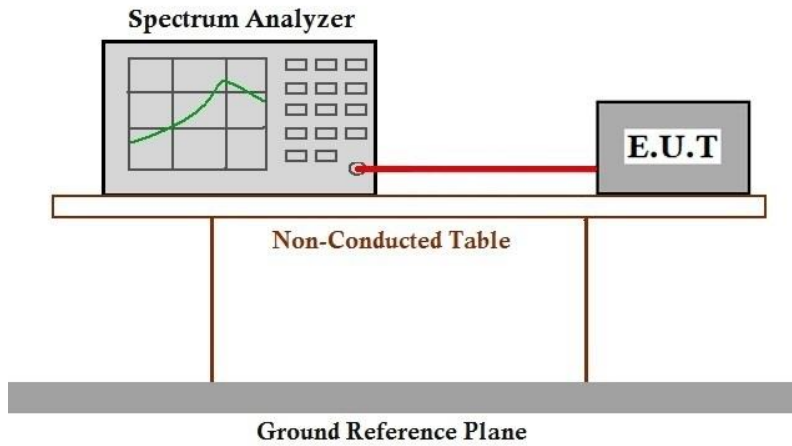 Spectrum Analyzer
E.U.T
Non-Conducted Table
Ground Reference Plane